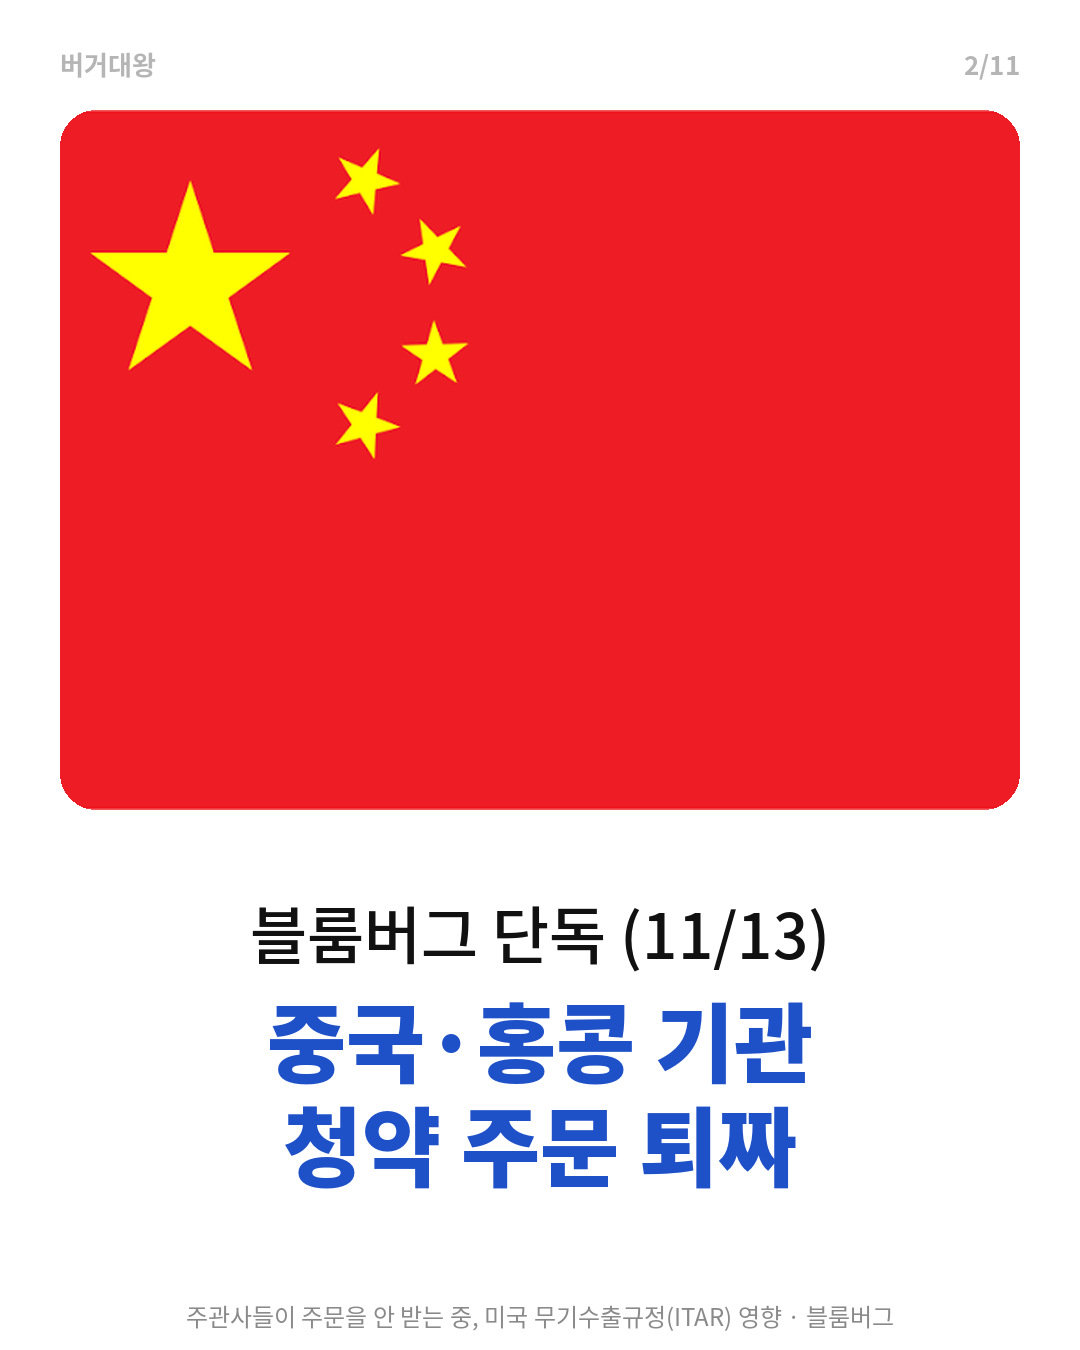 버거대왕
2/11
블룸버그 단독 (11/13)
중국·홍콩 기관
청약 주문 퇴짜
주관사들이 주문을 안 받는 중, 미국 무기수출규정(ITAR) 영향 · 블룸버그